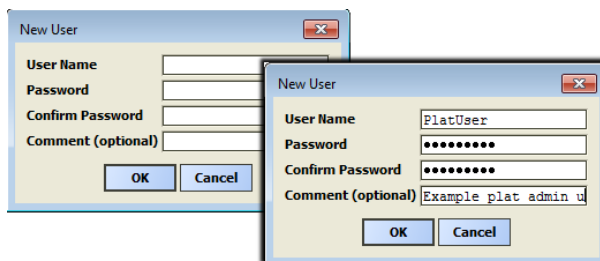 New User
User Name
Password
Confirm Password
Comment (optional)
OK Cancel
New User
User Name PlatUser
Password •••••••••
Confirm Password •••••••••
Comment (optional) Example plat admin u
OK Cancel